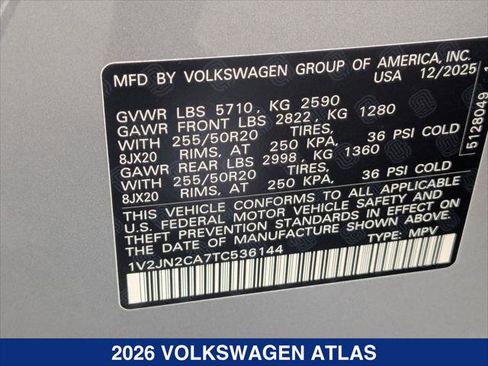 MFD BY VOLKSWAGEN GROUP OF AMERICA, INC.
USA 12/2025
GVWR LBS 5710, KG 2590
GAWR FRONT LBS 2822, KG 1280
WITH 255/50R20 TIRES,
8JX20 RIMS, AT 250 KPA, 36 PSI COLD
GAWR REAR LBS 2998, KG 1360
WITH 255/50R20 TIRES,
8JX20 RIMS, AT 250 KPA, 36 PSI COLD
THIS VEHICLE CONFORMS TO ALL APPLICABLE
U.S. FEDERAL MOTOR VEHICLE SAFETY AND
THEFT PREVENTION STANDARDS IN EFFECT ON
THE DATE OF MANUFACTURE SHOWN ABOVE.
1V2JN2CA7TC536144 TYPE: MPV
5128049
2026 VOLKSWAGEN ATLAS